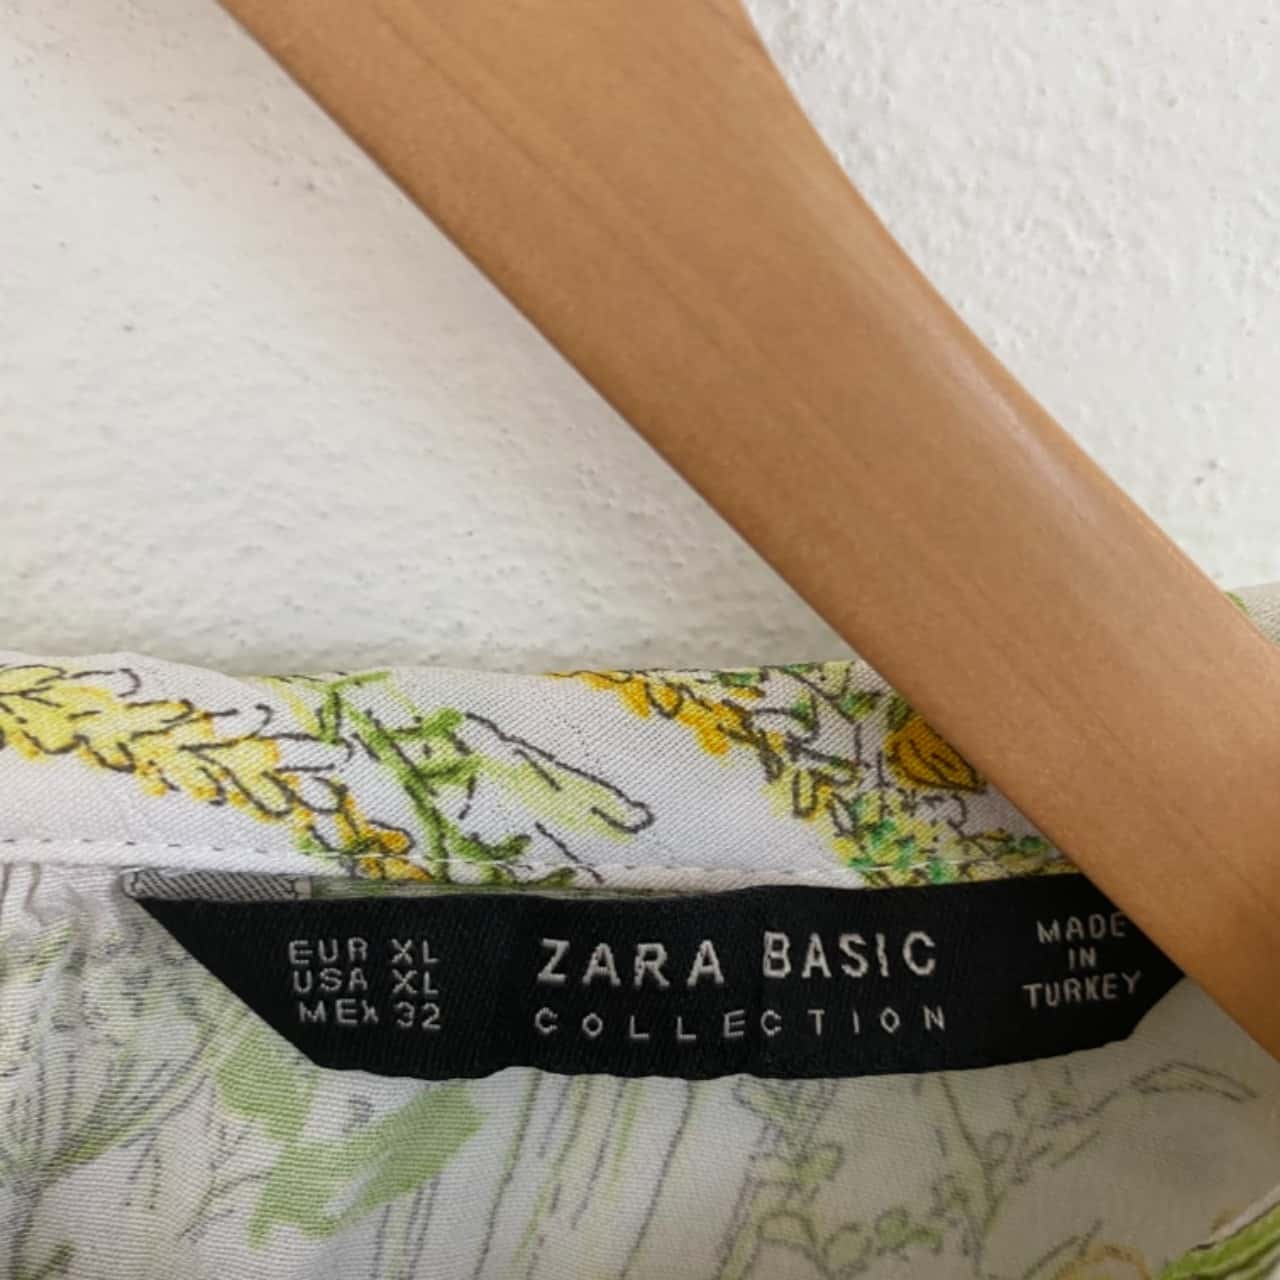 EUR XL
USA XL
MEX 32
ZARA BASIC
COLLECTION
MADE
IN
TURKEY